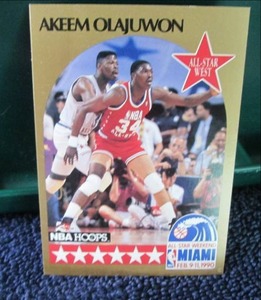 AKEEM OLAJUWON
ALL-STAR
WEST
34
NBA HOOPS
ALL-STAR WEEKEND
MIAMI
FEB. 9-11, 1990